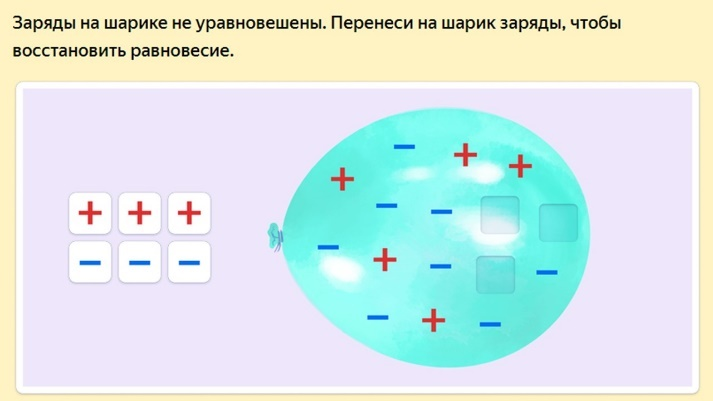 Заряды на шарике не уравновешены. Перенеси на шарик заряды, чтобы
восстановить равновесие.